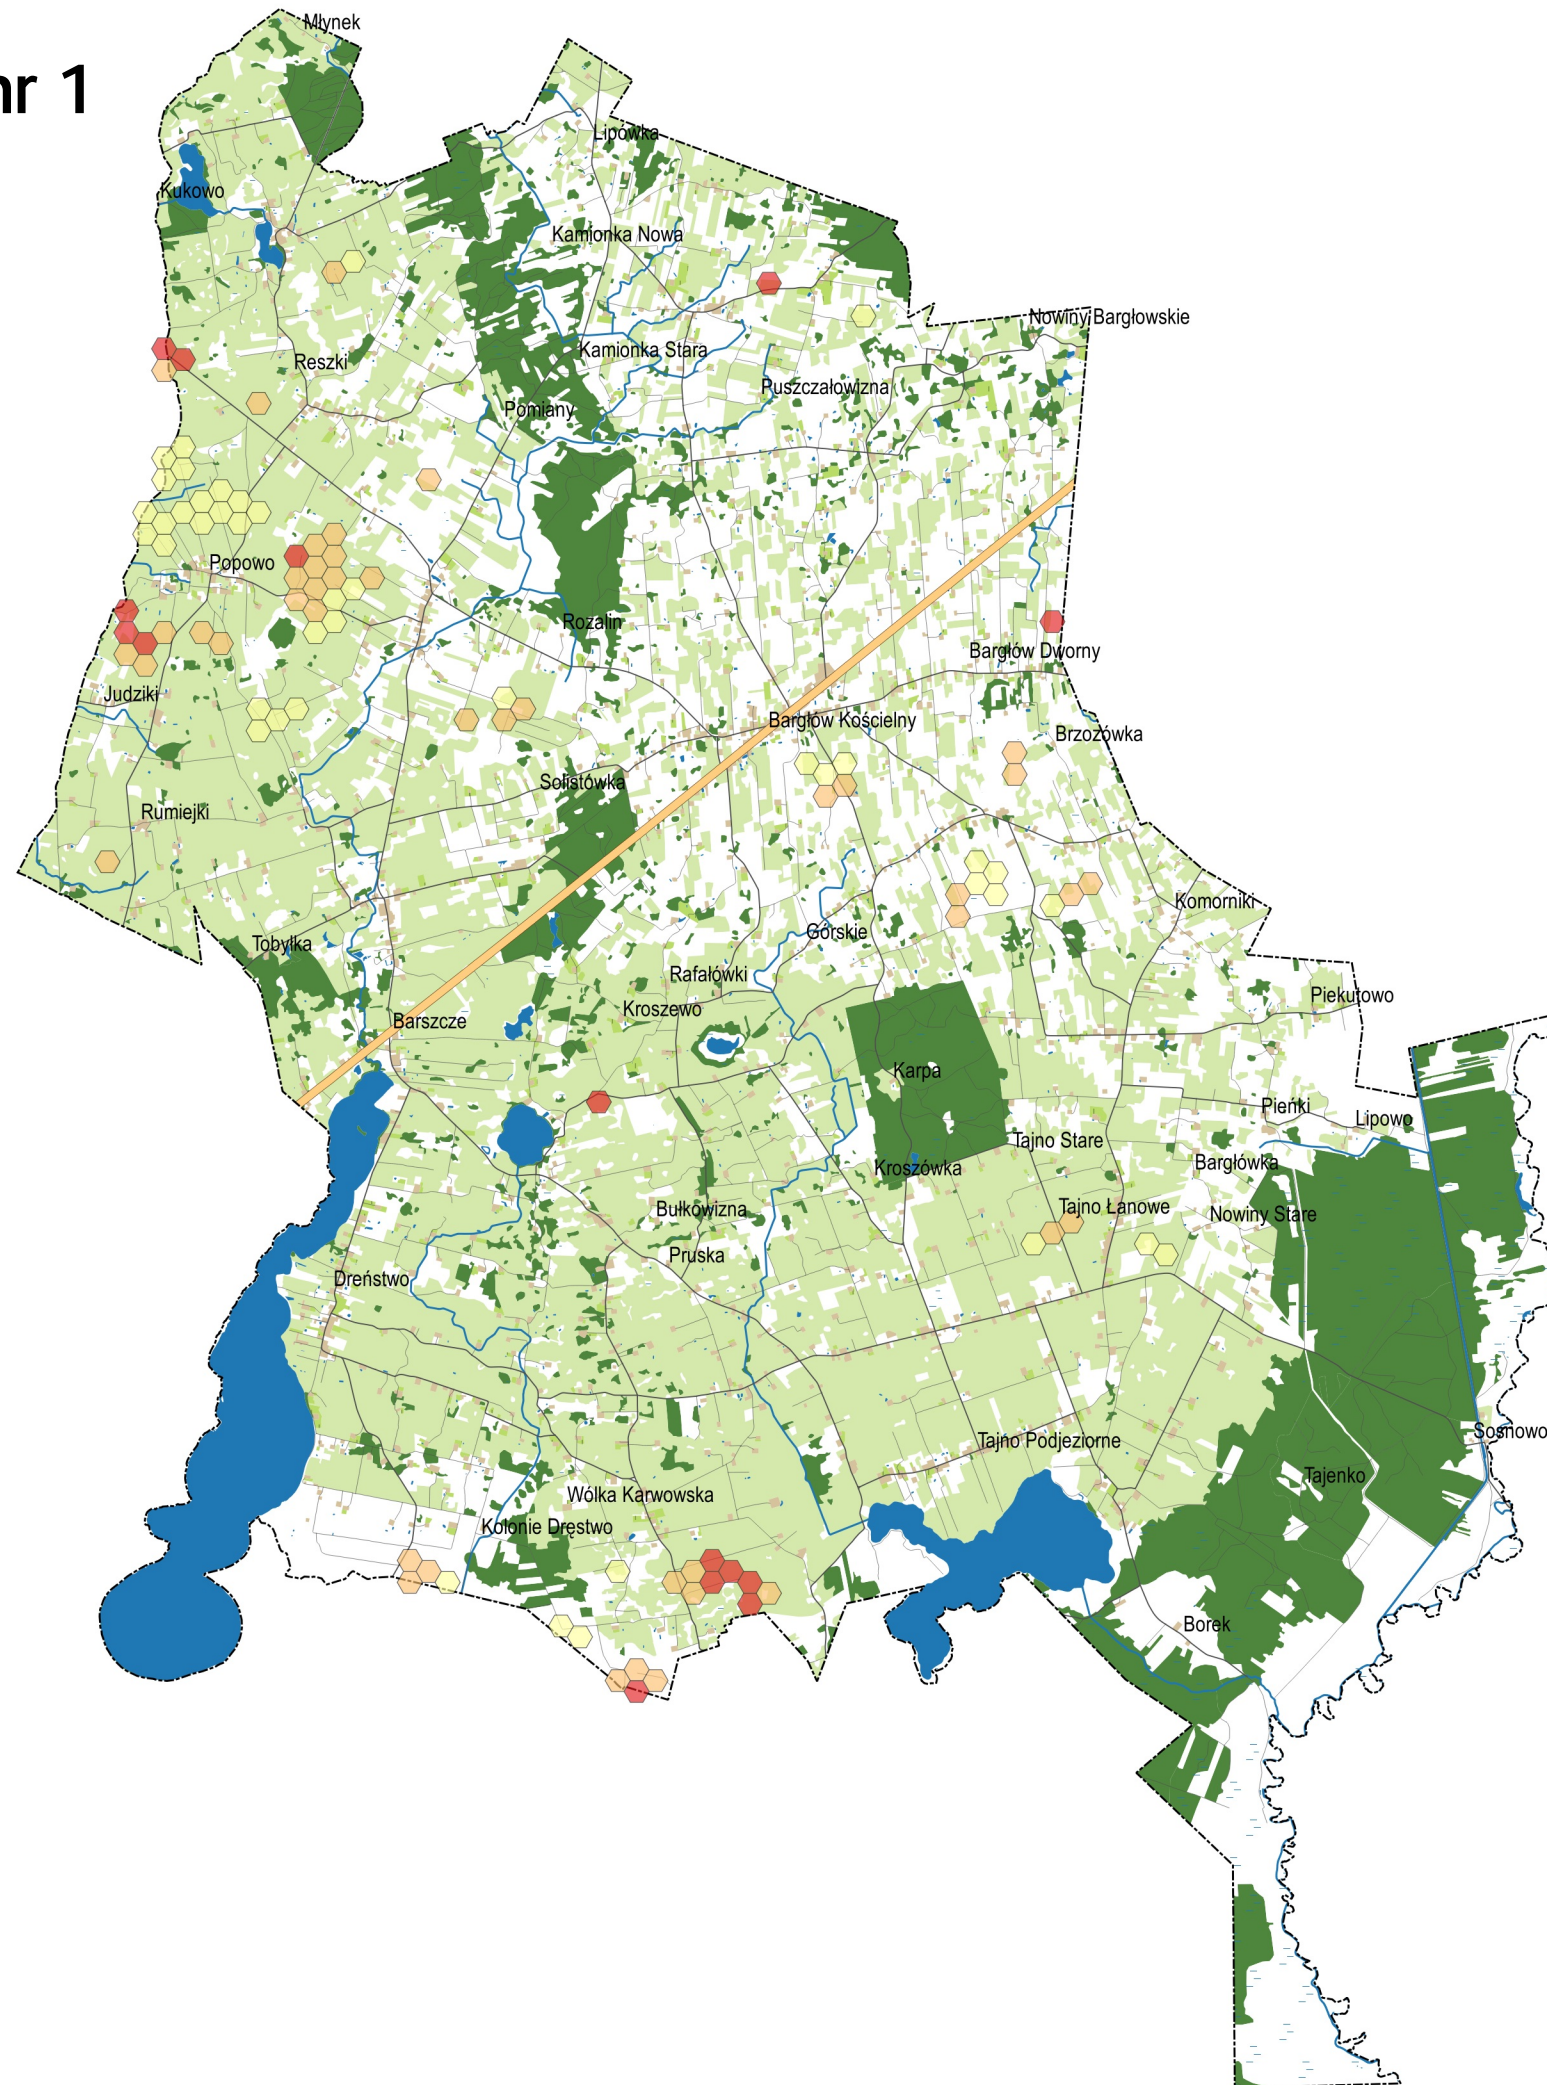 Młynek
nr 1
Lipówka
Kukowo
Kamionka Nowa
Nowiny Bargłowskie
Kamionka Stara
Reszki
Puszczałowizna
Pomiany
Popowo
Rozalin
Bargłów Dworny
Judziki
Bargłów Kościelny
Brzozówka
Solistówka
Rumiejki
Komorniki
Górskie
Tobyłka
Rafałówki
Piekutowo
Kroszewo
Barszcze
Karpa
Pieńki
Lipowo
Tajno Stare
Bargłówka
Kroszówka
Tajno Łanowe
Bułkowizna
Nowiny Stare
Pruska
Dreństwo
Sosnowo
Tajno Podjeziorne
Tajenko
Wólka Karwowska
Kolonie Dręstwo
Borek